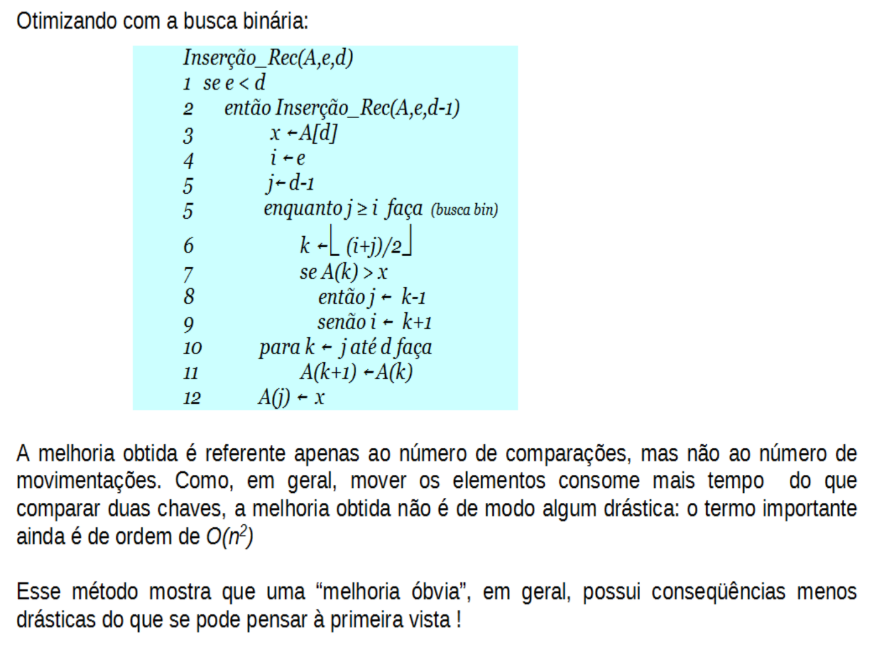 Otimizando com a busca binária:
Inserção_Rec(A,e,d)
1 se e < d
2 então Inserção_Rec(A,e,d-1)
3 x ←A[d]
4 i ←e
5 j←d-1
5 enquanto j ≥ i faça (busca bin)
6 k ←⌊ (i+j)/2⌋
7 se A(k) > x
8 então j ← k-1
9 senão i ← k+1
10 para k ← j até d faça
11 A(k+1) ←A(k)
12 A(j) ← x
A melhoria obtida é referente apenas ao número de comparações, mas não ao número de
movimentações. Como, em geral, mover os elementos consome mais tempo do que
comparar duas chaves, a melhoria obtida não é de modo algum drástica: o termo importante
ainda é de ordem de O(n²)
Esse método mostra que uma “melhoria óbvia”, em geral, possui conseqüências menos
drásticas do que se pode pensar à primeira vista !